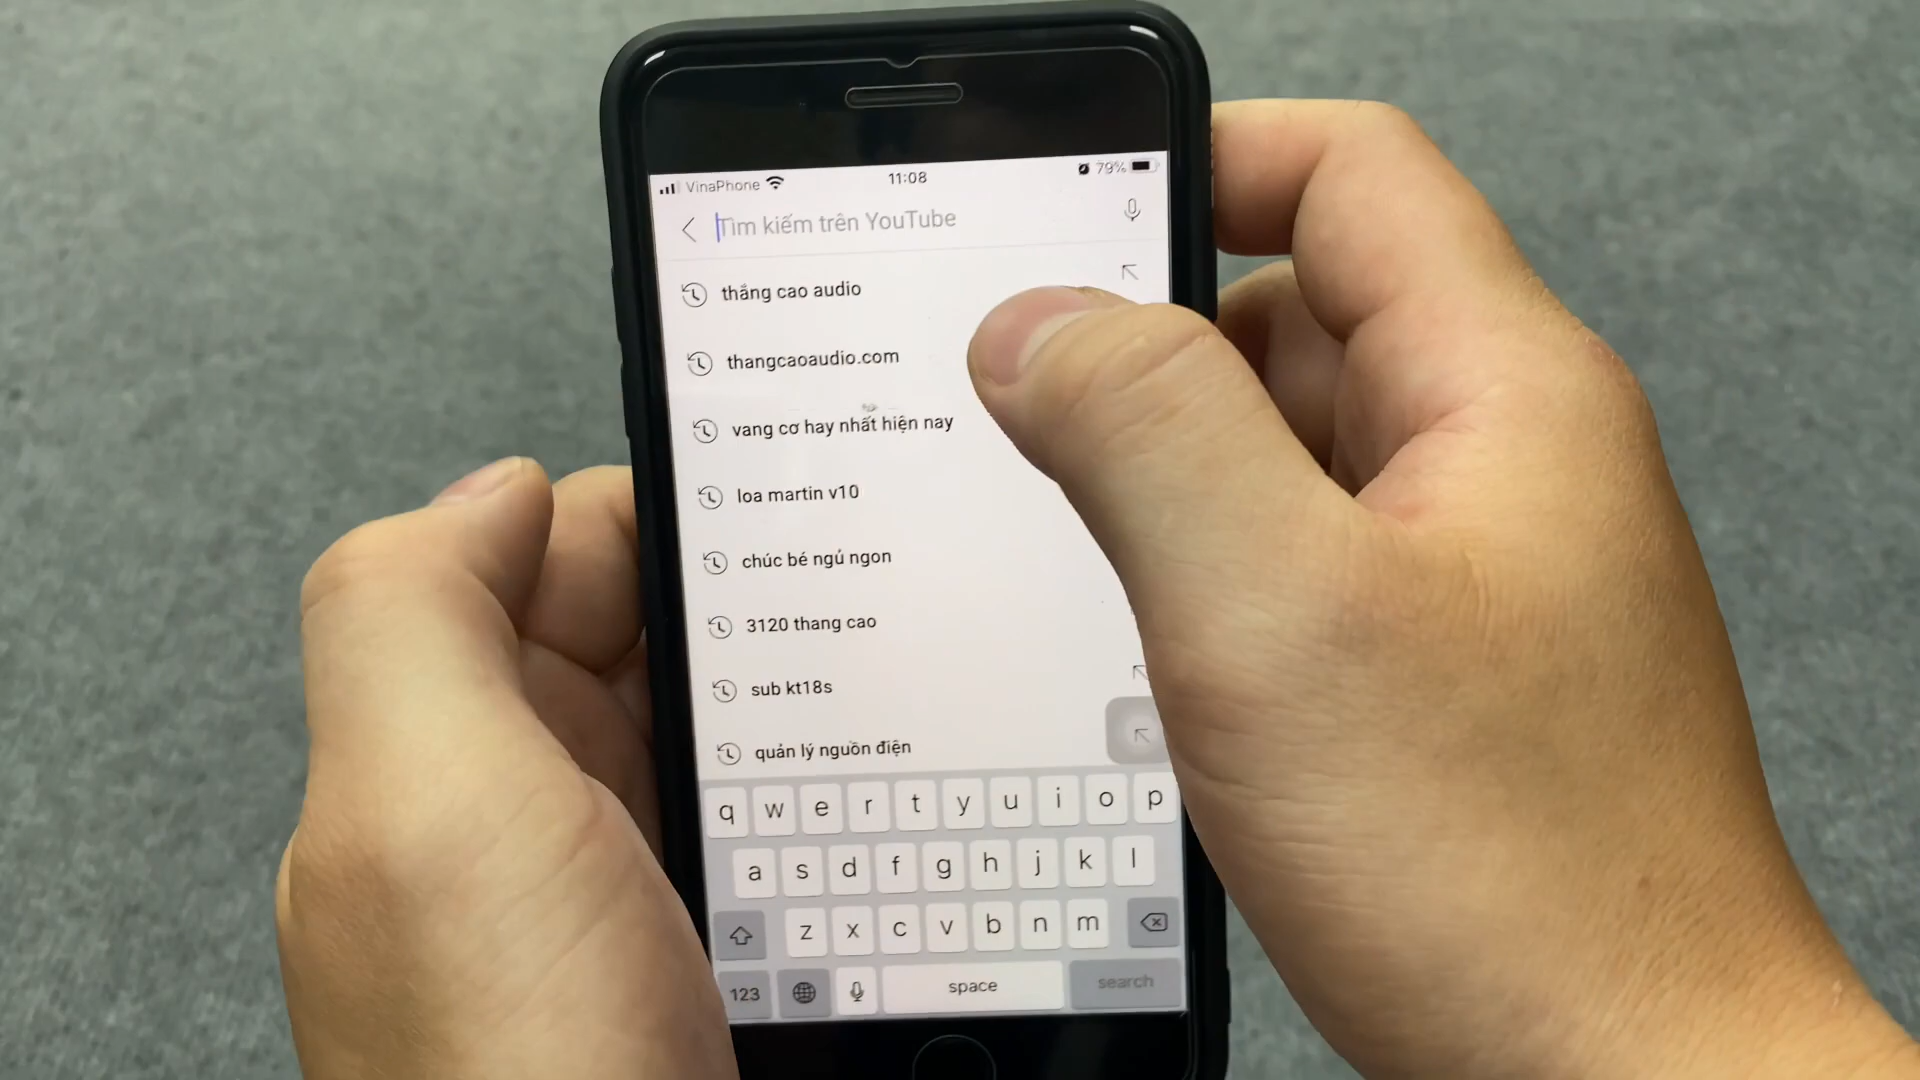 VinaPhone 11:08 79%
Tìm kiếm trên YouTube
thắng cao audio
thangcaoaudio.com
vang cơ hay nhất hiện nay
loa martin v10
chúc bé ngủ ngon
3120 thang cao
sub kt18s
quản lý nguồn điện
q w e r t y u i o p
a s d f g h j k l
z x c v b n m
123 space search